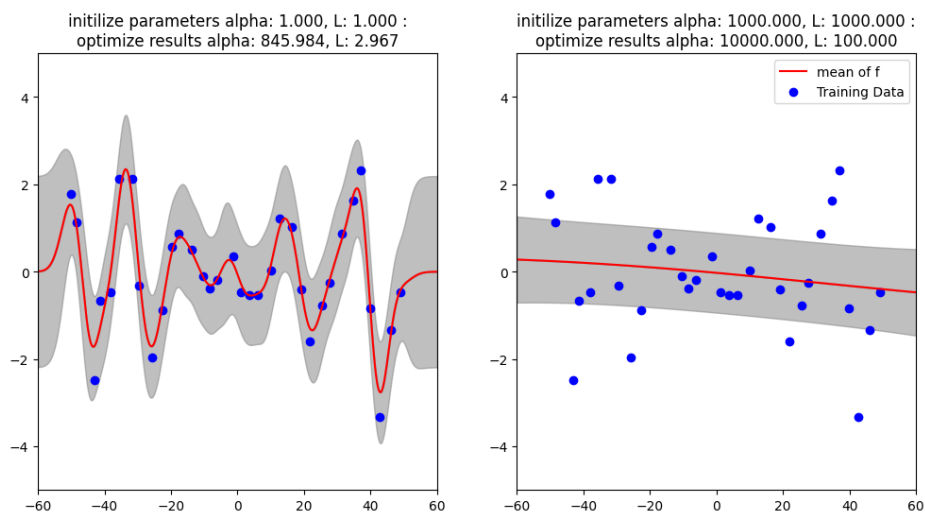 initilize parameters alpha: 1.000, L: 1.000 :
optimize results alpha: 845.984, L: 2.967
initilize parameters alpha: 1000.000, L: 1000.000 :
optimize results alpha: 10000.000, L: 100.000
mean of f
Training Data
4
2
0
−2
−4
−60 −40 −20 0 20 40 60
4
2
0
−2
−4
−60 −40 −20 0 20 40 60